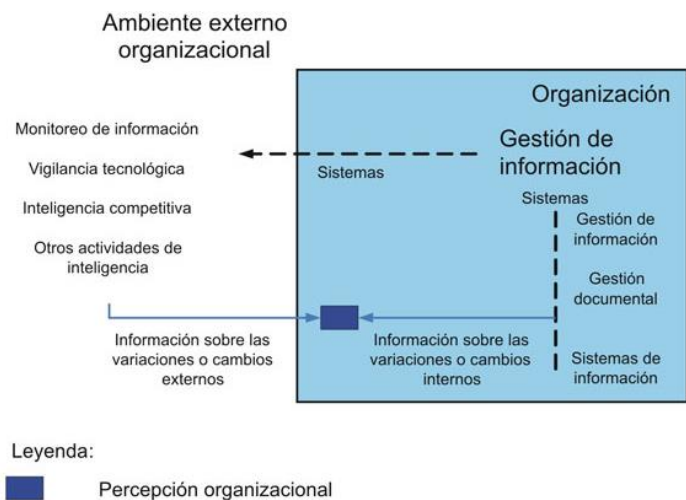 Ambiente externo
organizacional
Organización
Monitoreo de información
Vigilancia tecnológica
Inteligencia competitiva
Otros actividades de
inteligencia
Sistemas
Gestión de
información
Sistemas
Gestión de
información
Gestión
documental
Sistemas de
información
Información sobre las
variaciones o cambios
externos
Información sobre las
variaciones o cambios
internos
Leyenda:
Percepción organizacional